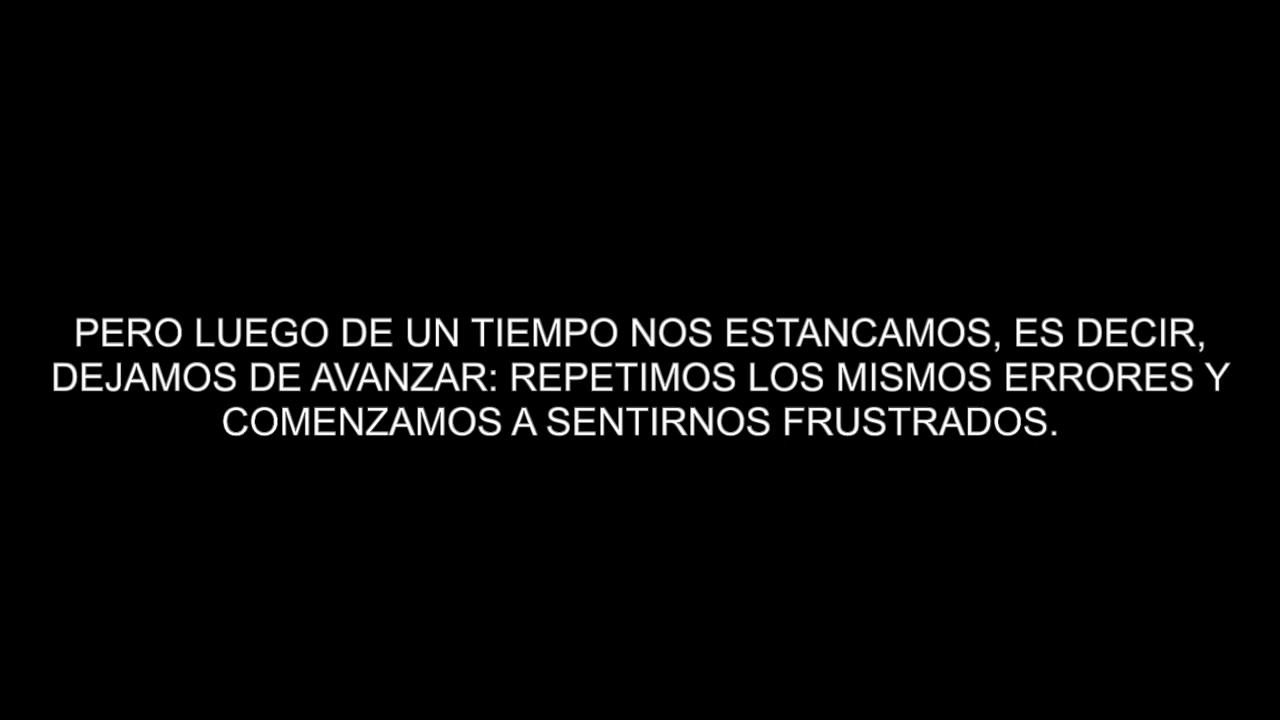 PERO LUEGO DE UN TIEMPO NOS ESTANCAMOS, ES DECIR,
DEJAMOS DE AVANZAR: REPETIMOS LOS MISMOS ERRORES Y
COMENZAMOS A SENTIRNOS FRUSTRADOS.